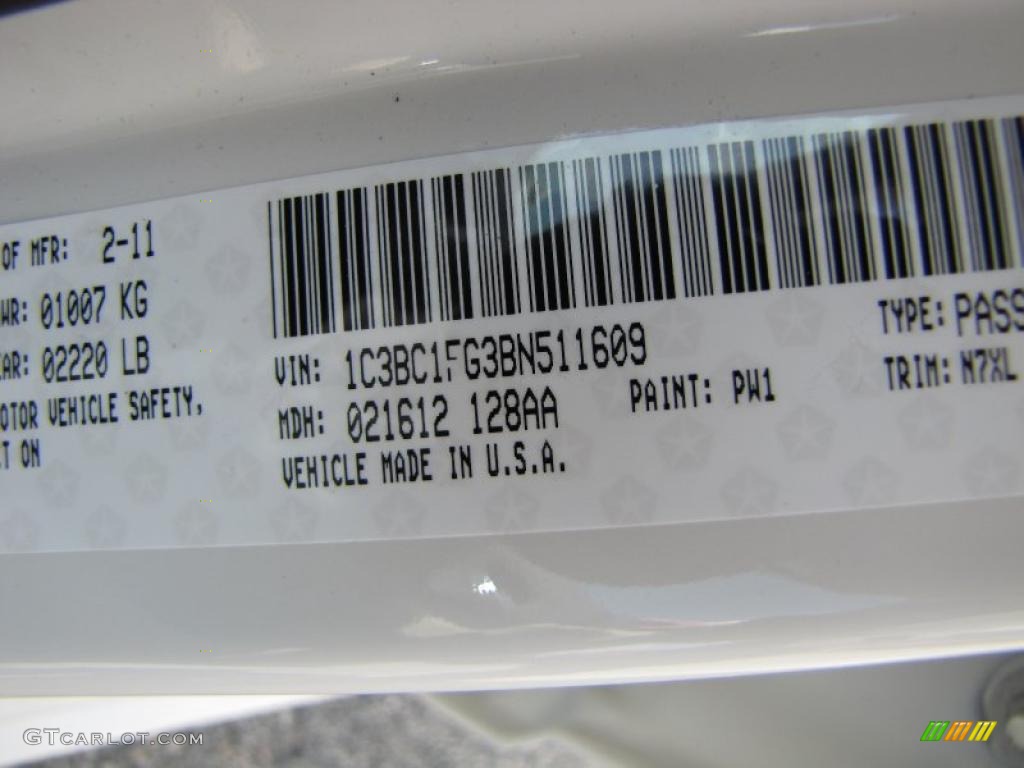 OF MFR: 2-11
WR: 01007 KG
AR: 02220 LB
OTOR VEHICLE SAFETY,
CT ON
VIN: 1C3BC1FG3BN511609
MDH: 021612 128AA
VEHICLE MADE IN U.S.A.
PAINT: PW1
TYPE: PASS
TRIM: N7XL
GTCARLOT.COM